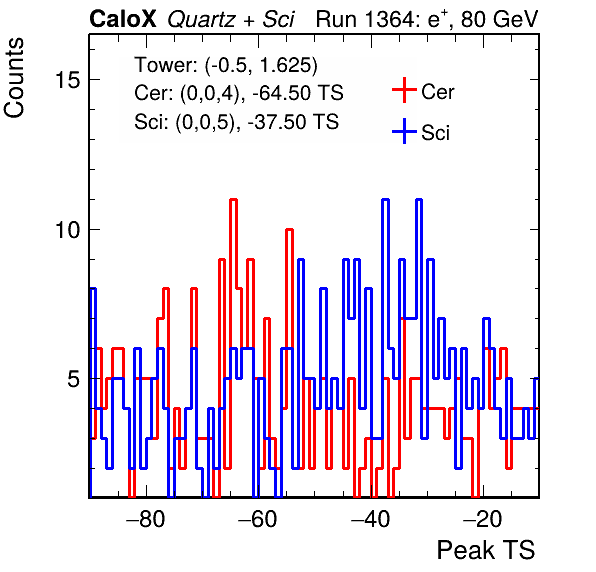 CaloX Quartz + Sci Run 1364: e+, 80 GeV
Counts
Tower: (-0.5, 1.625)
Cer: (0,0,4), -64.50 TS
Sci: (0,0,5), -37.50 TS
Cer
Sci
15
10
5
−80 −60 −40 −20
Peak TS